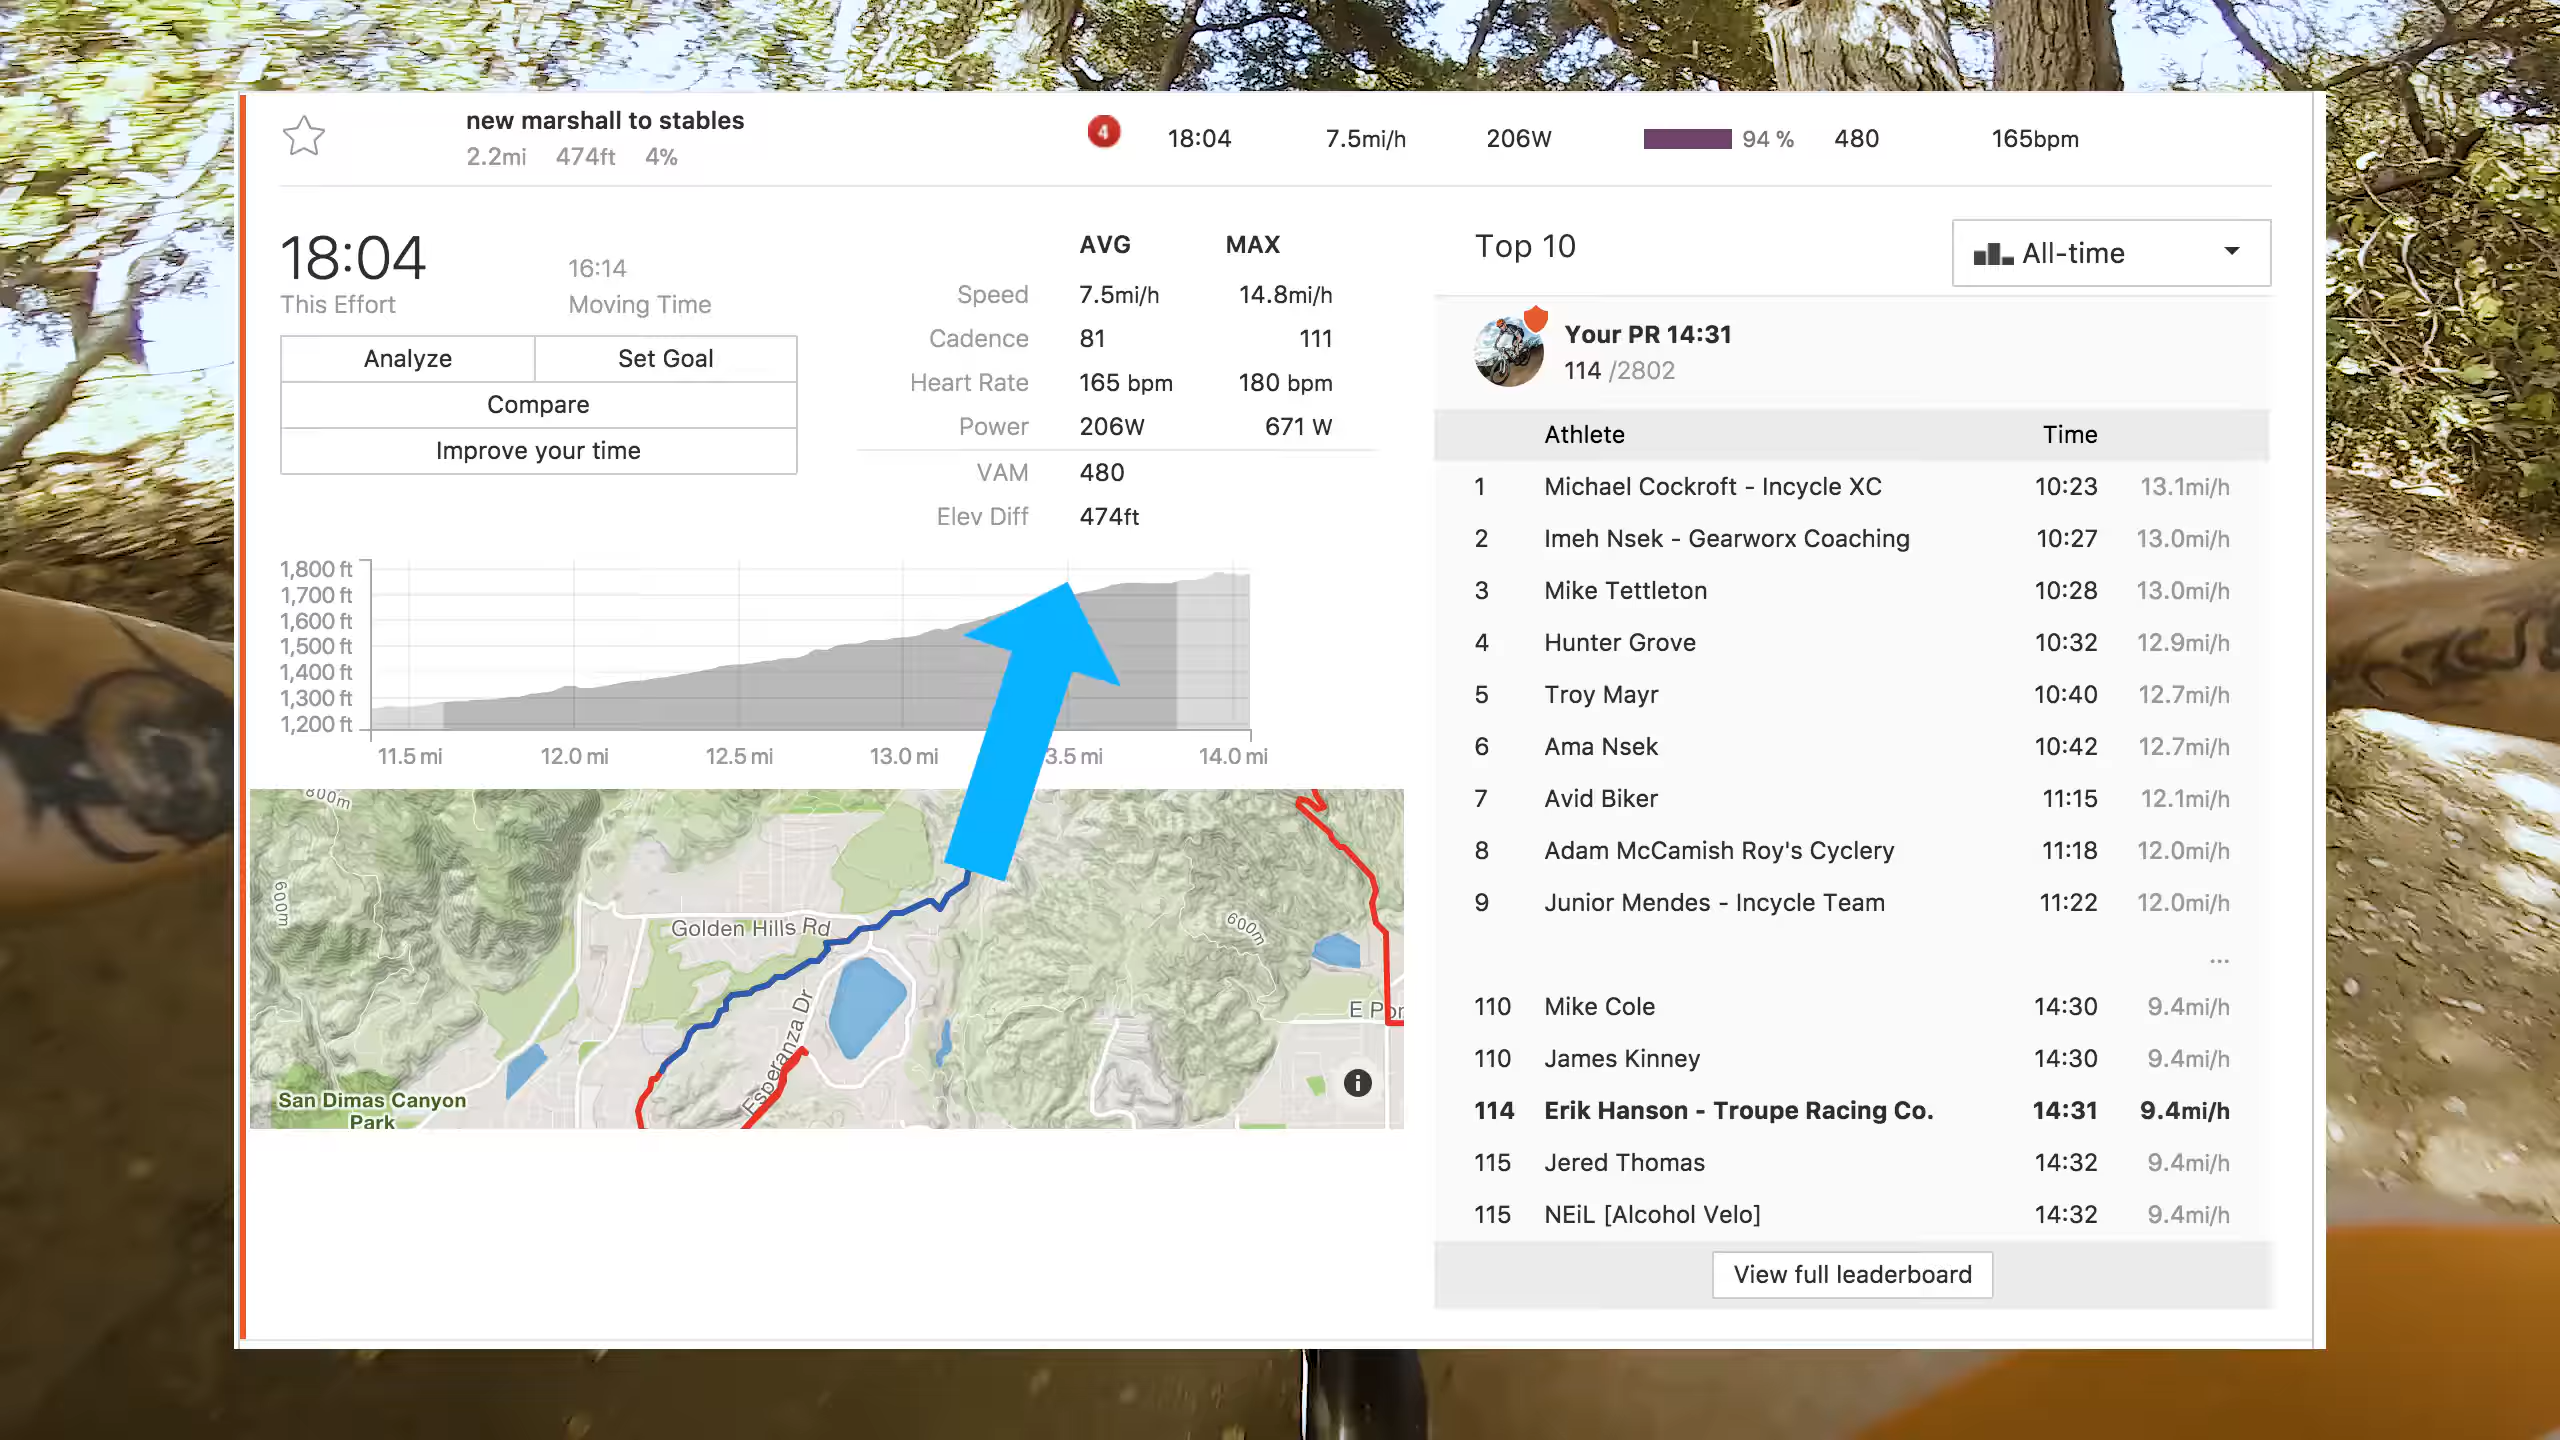 new marshall to stables
2.2mi 474ft 4%
4 18:04 7.5mi/h 206W 94 % 480 165bpm
18:04
This Effort
16:14
Moving Time
Analyze Set Goal
Compare
Improve your time
AVG MAX
Speed 7.5mi/h 14.8mi/h
Cadence 81 111
Heart Rate 165 bpm 180 bpm
Power 206W 671 W
VAM 480
Elev Diff 474ft
1,800 ft
1,700 ft
1,600 ft
1,500 ft
1,400 ft
1,300 ft
1,200 ft
11.5 mi 12.0 mi 12.5 mi 13.0 mi 3.5 mi 14.0 mi
800m
600m
Golden Hills Rd
600m
Esperanza Dr
E Pon
San Dimas Canyon
Park
Top 10
All-time
Your PR 14:31
114 /2802
Athlete Time
1 Michael Cockroft - Incycle XC 10:23 13.1mi/h
2 Imeh Nsek - Gearworx Coaching 10:27 13.0mi/h
3 Mike Tettleton 10:28 13.0mi/h
4 Hunter Grove 10:32 12.9mi/h
5 Troy Mayr 10:40 12.7mi/h
6 Ama Nsek 10:42 12.7mi/h
7 Avid Biker 11:15 12.1mi/h
8 Adam McCamish Roy's Cyclery 11:18 12.0mi/h
9 Junior Mendes - Incycle Team 11:22 12.0mi/h
...
110 Mike Cole 14:30 9.4mi/h
110 James Kinney 14:30 9.4mi/h
114 Erik Hanson - Troupe Racing Co. 14:31 9.4mi/h
115 Jered Thomas 14:32 9.4mi/h
115 NEiL [Alcohol Velo] 14:32 9.4mi/h
View full leaderboard